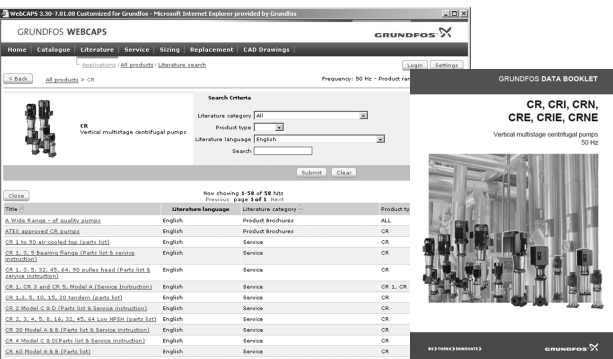 WebCAPS 3.30-7.81.08 Customized for Grundfos - Microsoft Internet Explorer provided by Grundfos
GRUNDFOS WEBCAPS
GRUNDFOS
Home | Catalogue | Literature | Service | Sizing | Replacement | CAD Drawings |
Applications | All products | Literature search
Login Settings
< Back All products > CR
Frequency: 50 Hz - Product ran
CR
Vertical multistage centrifugal pumps
Search Criteria
Literature category All
Product type
Literature language English
Search
Submit Clear
Close
Now showing 1-58 of 58 hits
Previous page 1 of 1 Next
Title Literature language Literature category Product ty
A Wide Range - of quality pumps English Product Brochures ALL
ATEX approved CR pumps English Product Brochures CR
CR 1 to 90 air-cooled top (parts list) English Service CR
CR 1, 3, 5 Bearing flange (Parts list & service instruction) English Service CR
CR 1, 3, 5, 32, 45, 64, 90 pulley head (Parts list & service instruction) English Service CR
CR 1, CR 3 and CR 5, Model A (Service Instruction) English Service CR 1, CR
CR 1,3, 5, 10, 15, 20 tandem (parts list) English Service CR
CR 2 Model C & D (Parts list & Service instruction) English Service CR
CR 2, 3, 4, 5, 8, 16, 32, 45, 64 Low NPSH (parts list) English Service CR
CR 30 Model A & B (Parts list & Service instruction) English Service CR
CR 4 Model C & D(Parts list & Service instruction) English Service CR
CR 60 Model A & B (Parts list) English Service CR
GRUNDFOS DATA BOOKLET
CR, CRI, CRN,
CRE, CRIE, CRNE
Vertical multistage centrifugal pumps
50 Hz
BE > THINK > INNOVATE >
GRUNDFOS